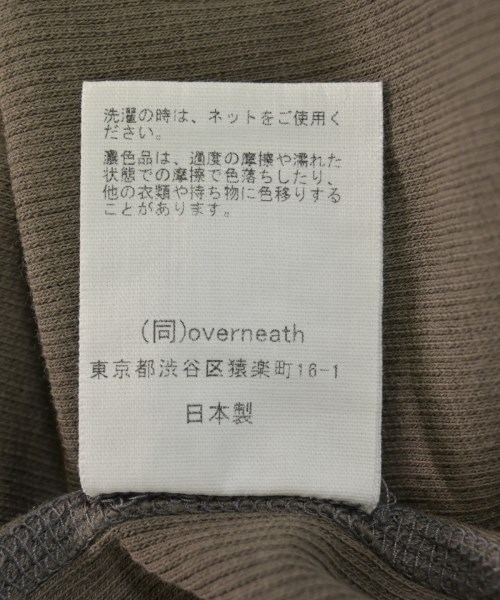 洗濯の時は、ネットをご使用く
ださい。
濃色品は、過度の摩擦や濡れた
状態での摩擦で色落ちしたり、
他の衣類や持ち物に色移りする
ことがあります。
(同)overneath
東京都渋谷区猿楽町16-1
日本製